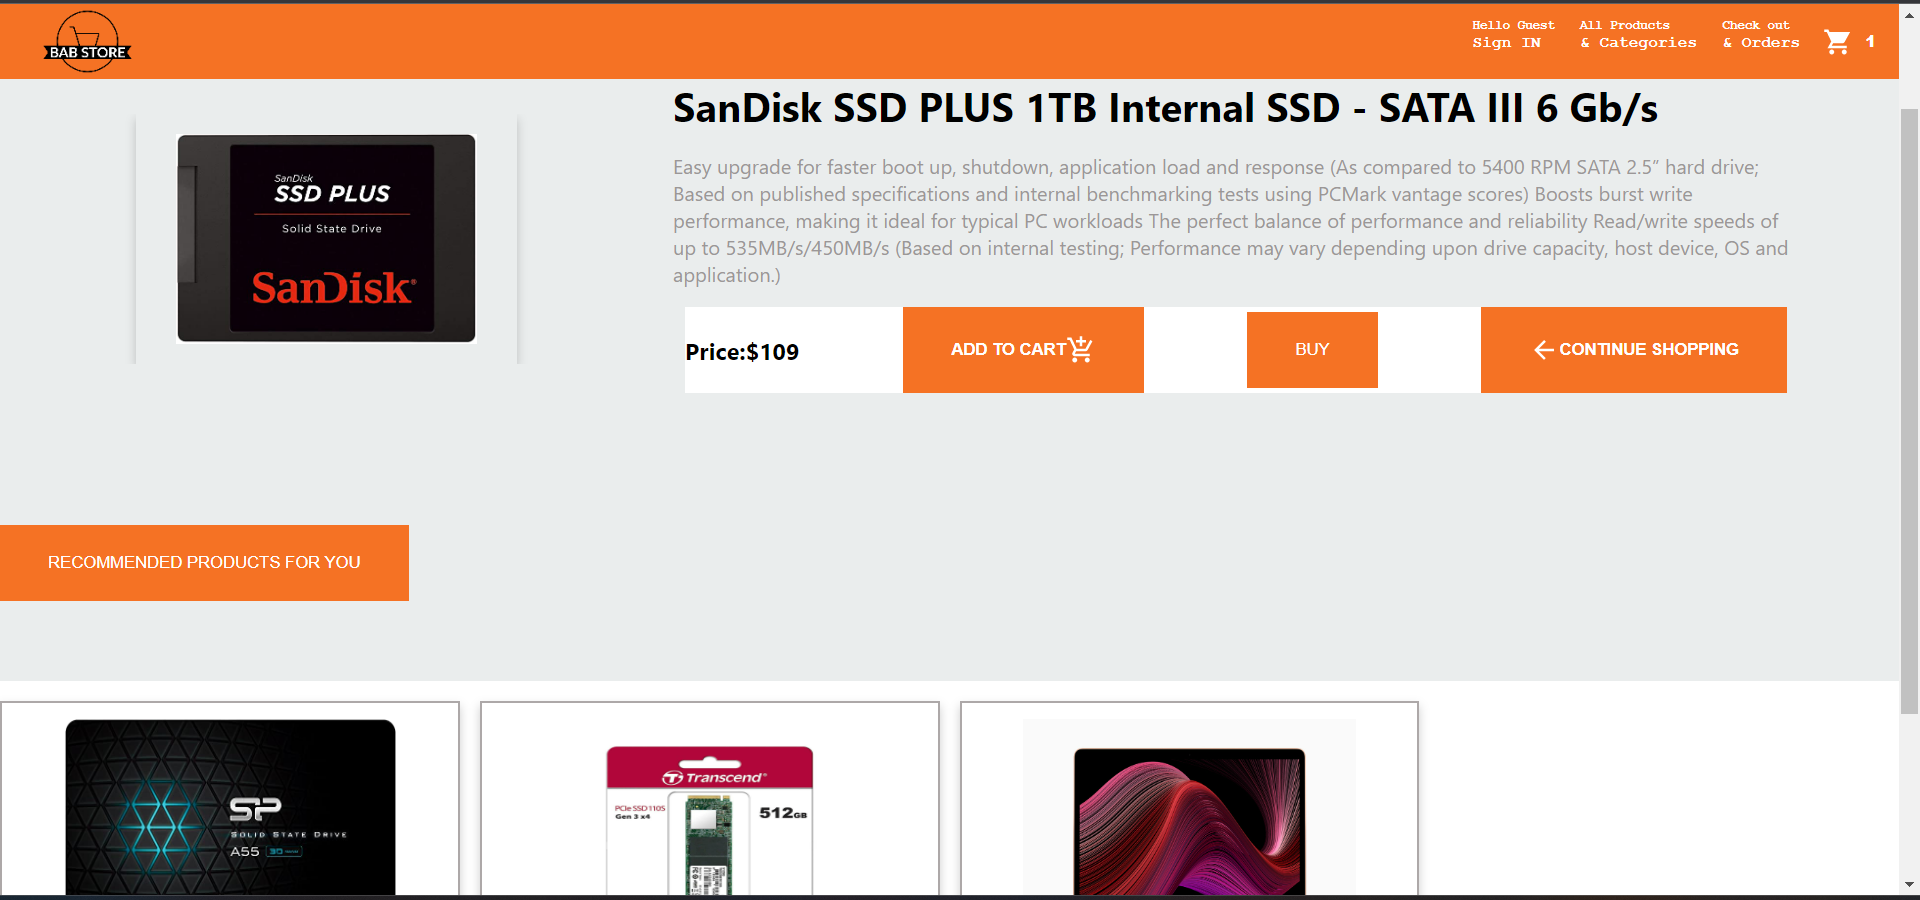 BAB STORE
Hello Guest
Sign IN
All Products
& Categories
Check out
& Orders
1
SanDisk SSD PLUS 1TB Internal SSD - SATA III 6 Gb/s
Easy upgrade for faster boot up, shutdown, application load and response (As compared to 5400 RPM SATA 2.5” hard drive;
Based on published specifications and internal benchmarking tests using PCMark vantage scores) Boosts burst write
performance, making it ideal for typical PC workloads The perfect balance of performance and reliability Read/write speeds of
up to 535MB/s/450MB/s (Based on internal testing; Performance may vary depending upon drive capacity, host device, OS and
application.)
SanDisk
SSD PLUS
Solid State Drive
SanDisk®
Price:$109
ADD TO CART
BUY
CONTINUE SHOPPING
RECOMMENDED PRODUCTS FOR YOU
SP
SOLID STATE DRIVE
A55
Transcend®
PCIe SSD 110S
Gen 3 x4
512GB